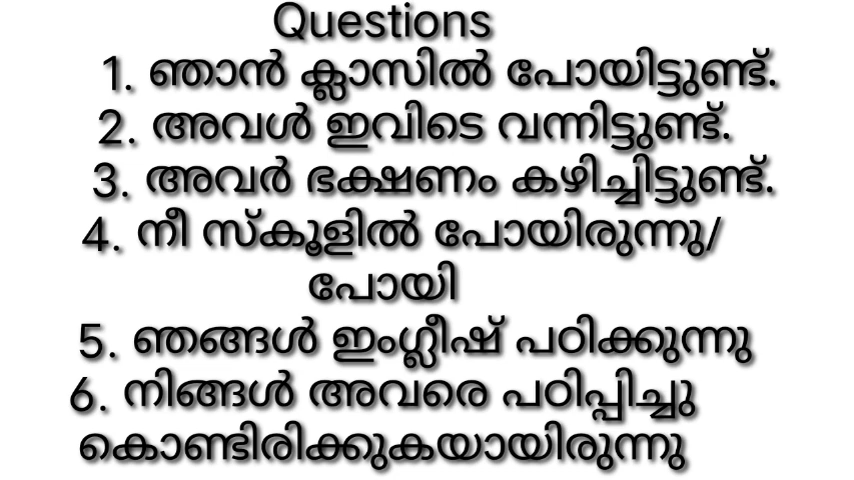 Questions
1. ഞാൻ ക്ലാസിൽ പോയിട്ടുണ്ട്.
2. അവൾ ഇവിടെ വന്നിട്ടുണ്ട്.
3. അവർ ഭക്ഷണം കഴിച്ചിട്ടുണ്ട്.
4. നീ സ്കൂളിൽ പോയിരുന്നു/
പോയി
5. ഞങ്ങൾ ഇംഗ്ലീഷ് പഠിക്കുന്നു
6. നിങ്ങൾ അവരെ പഠിപ്പിച്ചു
കൊണ്ടിരിക്കുകയായിരുന്നു